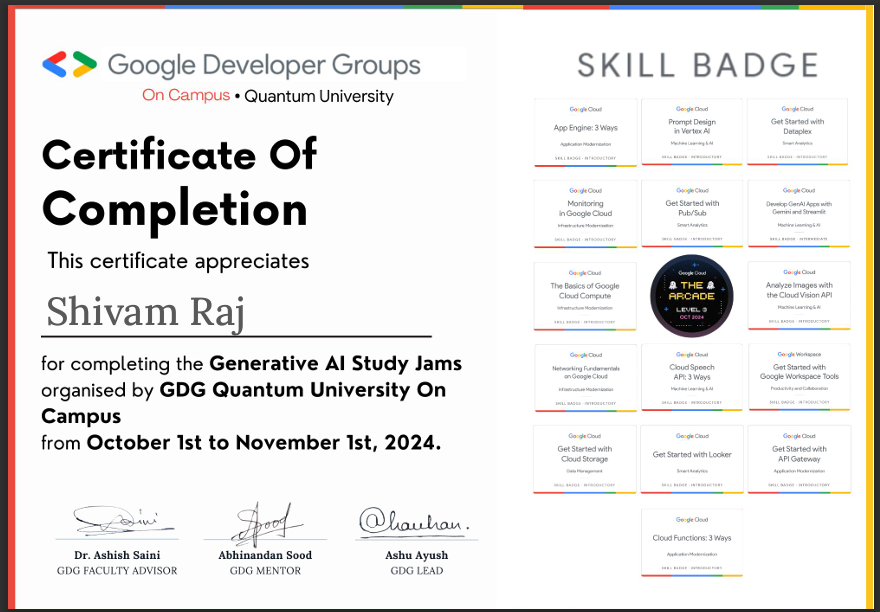 Google Developer Groups
On Campus • Quantum University
Certificate Of
Completion
This certificate appreciates
Shivam Raj
for completing the Generative AI Study Jams
organised by GDG Quantum University On
Campus
from October 1st to November 1st, 2024.
Dr. Ashish Saini
GDG FACULTY ADVISOR
Abhinandan Sood
GDG MENTOR
@hauhan.
Ashu Ayush
GDG LEAD
SKILL BADGE
Google Cloud
App Engine: 3 Ways
Application Modernization
SKILL BADGE · INTRODUCTORY
Google Cloud
Prompt Design
in Vertex AI
Machine Learning & AI
SKILL BADGE · INTRODUCTORY
Google Cloud
Get Started with
Dataplex
Smart Analytics
SKILL BADGE · INTRODUCTORY
Google Cloud
Monitoring
in Google Cloud
Infrastructure Modernization
SKILL BADGE · INTRODUCTORY
Google Cloud
Get Started with
Pub/Sub
Smart Analytics
SKILL BADGE · INTRODUCTORY
Google Cloud
Develop GenAI Apps with
Gemini and Streamlit
Machine Learning & AI
SKILL BADGE · INTERMEDIATE
Google Cloud
The Basics of Google
Cloud Compute
Infrastructure Modernization
SKILL BADGE · INTRODUCTORY
Google Cloud
THE
ARCADE
LEVEL 3
OCT 2024
Google Cloud
Analyze Images with
the Cloud Vision API
Machine Learning & AI
SKILL BADGE · INTRODUCTORY
Google Cloud
Networking Fundamentals
on Google Cloud
Infrastructure Modernization
SKILL BADGE · INTRODUCTORY
Google Cloud
Cloud Speech
API: 3 Ways
Machine Learning & AI
SKILL BADGE · INTRODUCTORY
Google Workspace
Get Started with
Google Workspace Tools
Productivity and Collaboration
SKILL BADGE · INTRODUCTORY
Google Cloud
Get Started with
Cloud Storage
Data Management
SKILL BADGE · INTRODUCTORY
Google Cloud
Get Started with Looker
Smart Analytics
SKILL BADGE · INTRODUCTORY
Google Cloud
Get Started with
API Gateway
Application Modernization
SKILL BADGE · INTRODUCTORY
Google Cloud
Cloud Functions: 3 Ways
Application Modernization
SKILL BADGE · INTRODUCTORY